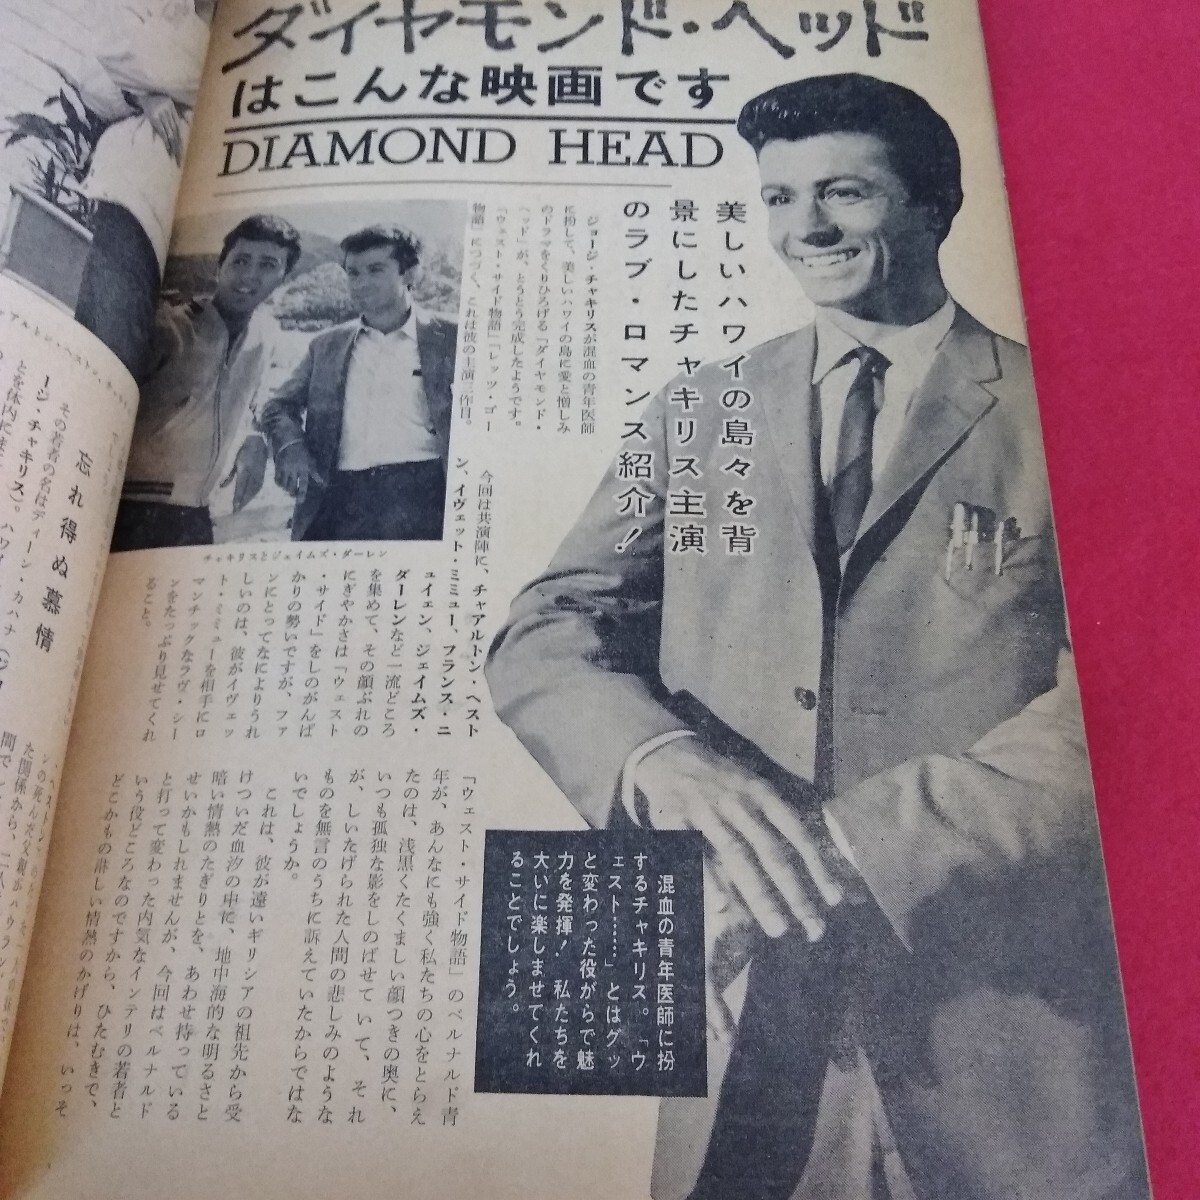 ダイヤモンド・ヘッド
はこんな映画です
DIAMOND HEAD
美しいハワイの島々を背
景にしたチャキリス主演
のラブ・ロマンス紹介!
ジョージ・チャキリスが混血の青年医師
に扮して、美しいハワイの島に愛と憎しみ
のドラマをくりひろげる「ダイヤモンド・
ヘッド」が、とうとう完成したようです。
「ウェスト・サイド物語」「レッツ・ゴー
物語」につづく、これは彼の主演三作目。
チャキリスとジェイムズ・ダーレン
今回は共演陣に、チャアルトン・ヘスト
ン、イヴェット・ミミュー、フランス・ニ
ュイェン、ジェイムズ・
ダーレンなど一流どころ
を集めて、その顔ぶれの
にぎやかさは「ウェスト
・サイド」をしのがんば
かりの勢いですが、ファ
ンにとってなによりうれ
しいのは、彼がイヴェッ
ト・ミミューを相手にロ
マンチックなラヴ・シー
ンをたっぷり見せてくれ
ること。
「ウェスト・サイド物語」のベルナルド青
年が、あんなにも強く私たちの心をとらえ
たのは、浅黒くたくましい顔つきの奥に、
いつも孤独な影をしのばせていて、それ
が、しいたげられた人間の悲しみのような
ものを無言のうちに訴えていたからではな
いでしょうか。
これは、彼が遠いギリシアの祖先から受
けついだ血汐の中に、地中海的な明るさと
暗い情熱のたぎりとを、あわせ持っている
せいかもしれませんが、今回はベルナルド
と打って変わった内気なインテリの若者と
いう役どころなのですから、ひたむきで、
どこかもの淋しい情熱のかげりは、いっそ
混血の青年医師に扮
するチャキリス。「ウ
ェスト……」とはグッ
と変わった役がらで魅
力を発揮! 私たちを
大いに楽しませてくれ
ることでしょう。
忘れ得ぬ慕情
その若者の名はディーン・カハナ(ジョ
ージ・チャキリス)。ハワイ